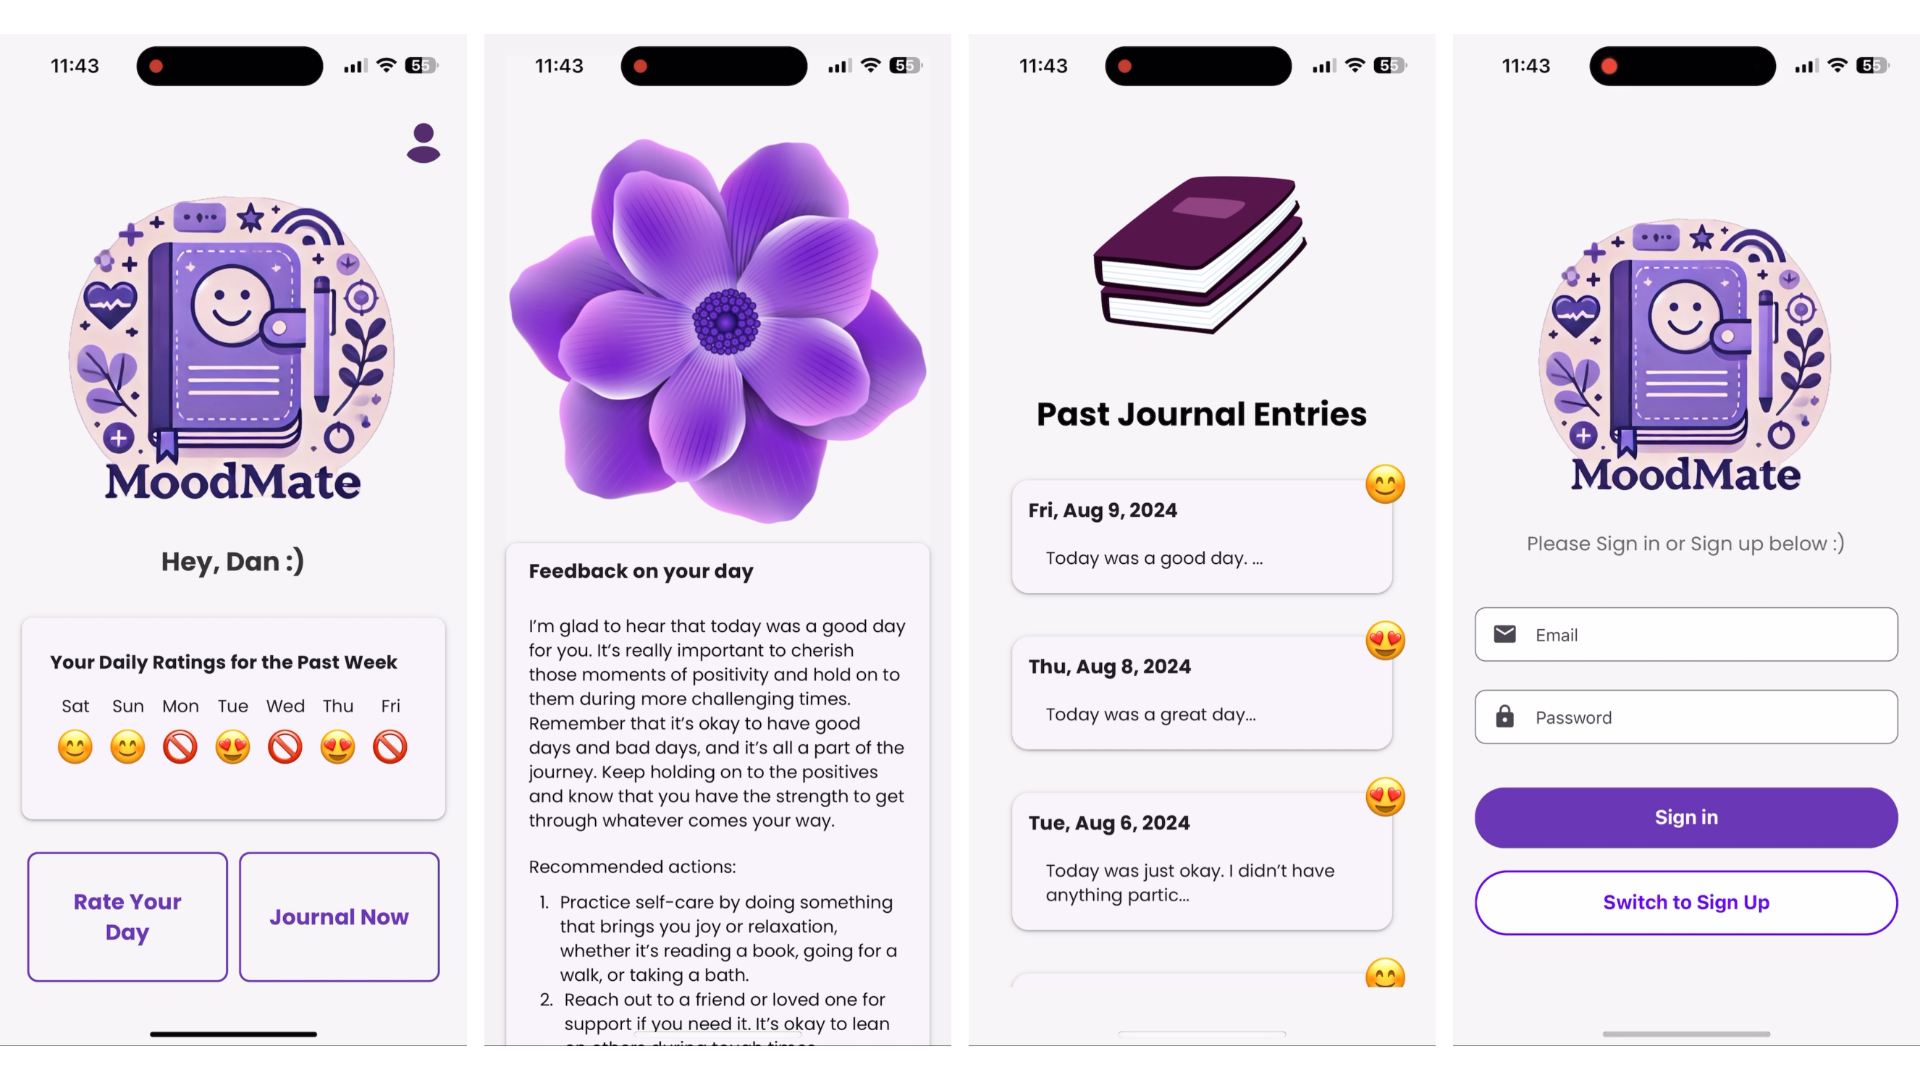 11:43
55
MoodMate
Hey, Dan :)
Your Daily Ratings for the Past Week
Sat Sun Mon Tue Wed Thu Fri
Rate Your
Day
Journal Now
11:43
55
Feedback on your day
I'm glad to hear that today was a good day
for you. It's really important to cherish
those moments of positivity and hold on to
them during more challenging times.
Remember that it's okay to have good
days and bad days, and it's all a part of the
journey. Keep holding on to the positives
and know that you have the strength to get
through whatever comes your way.
Recommended actions:
1. Practice self-care by doing something
that brings you joy or relaxation,
whether it's reading a book, going for a
walk, or taking a bath.
2. Reach out to a friend or loved one for
support if you need it. It's okay to lean
on others during tough times.
11:43
55
Past Journal Entries
Fri, Aug 9, 2024
Today was a good day. ...
Thu, Aug 8, 2024
Today was a great day...
Tue, Aug 6, 2024
Today was just okay. I didn't have
anything partic...
11:43
55
MoodMate
Please Sign in or Sign up below :)
Email
Password
Sign in
Switch to Sign Up